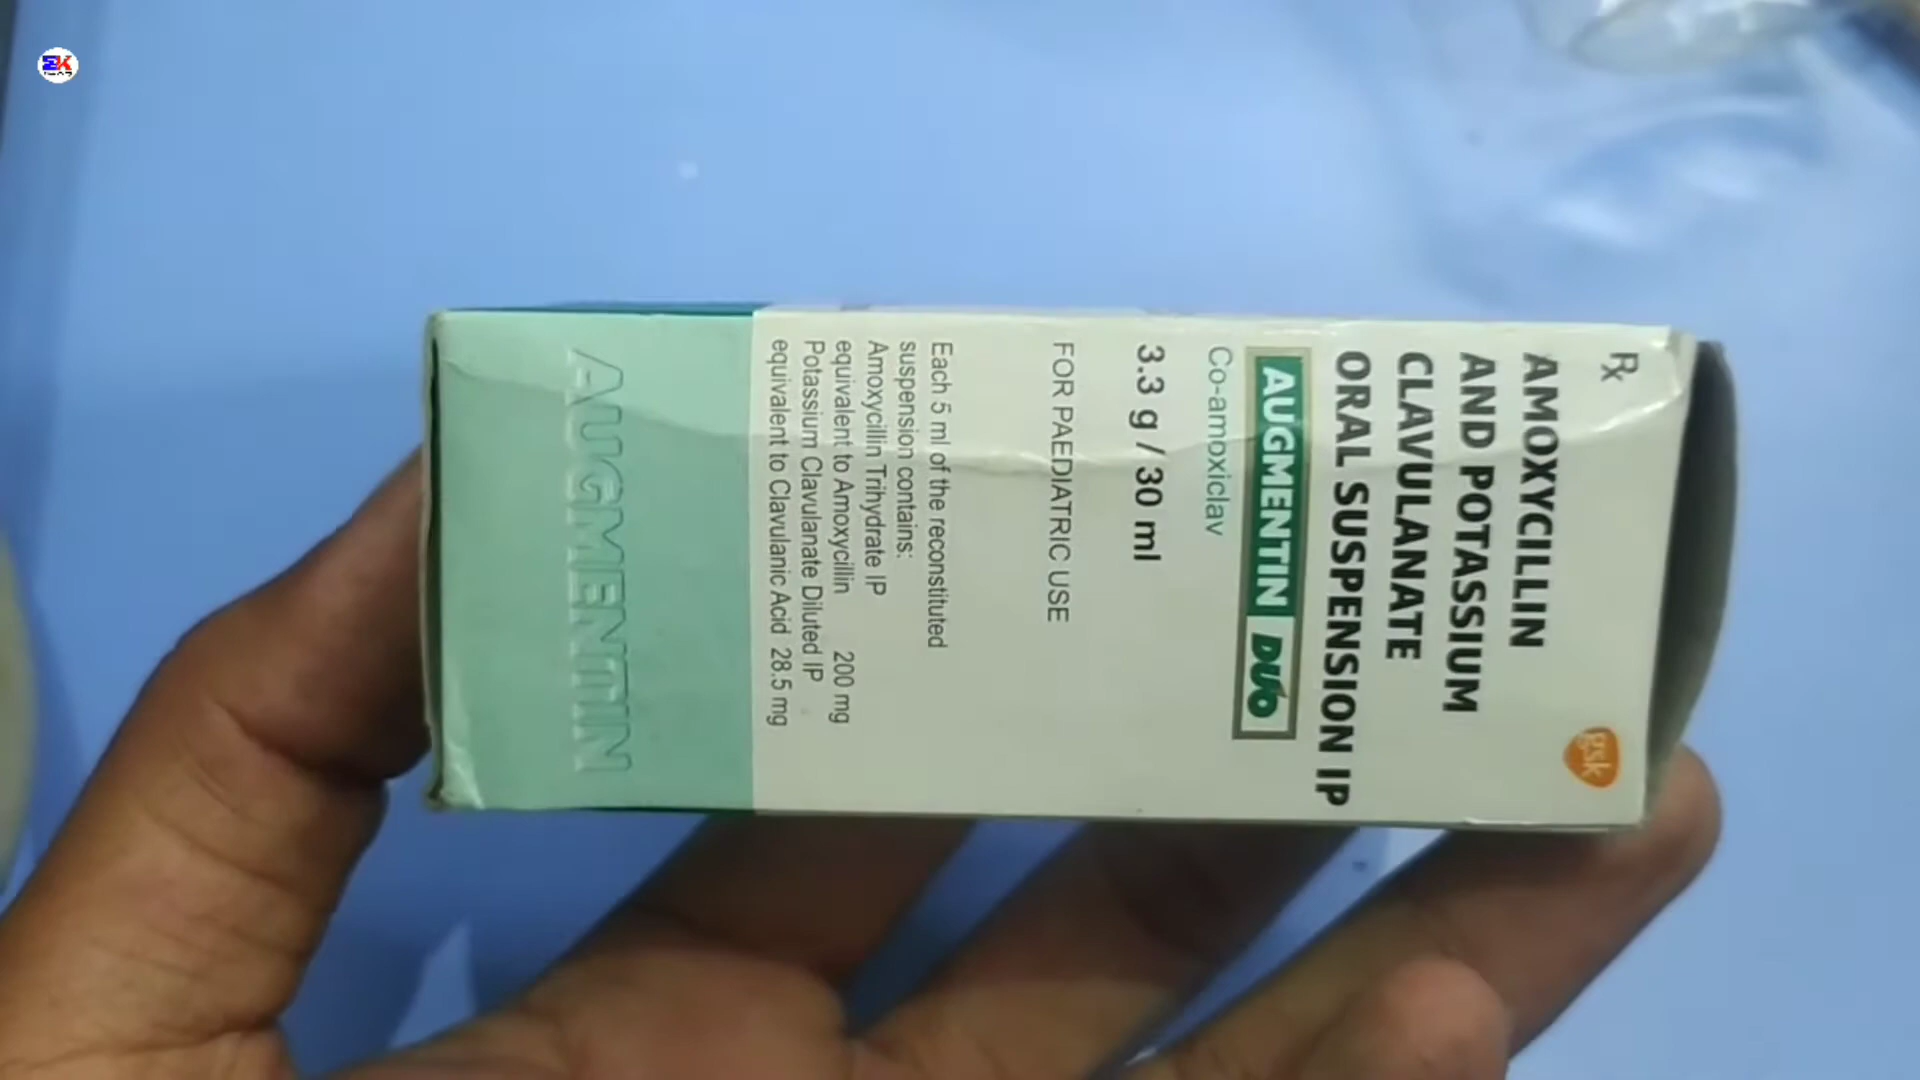 Rx
gsk
AMOXYCILLIN
AND POTASSIUM
CLAVULANATE
ORAL SUSPENSION IP
AUGMENTIN DUO
Co-amoxiclav
3.3 g / 30 ml
FOR PAEDIATRIC USE
Each 5 ml of the reconstituted
suspension contains:
Amoxycillin Trihydrate IP
equivalent to Amoxycillin 200 mg
Potassium Clavulanate Diluted IP
equivalent to Clavulanic Acid 28.5 mg
AUGMENTIN